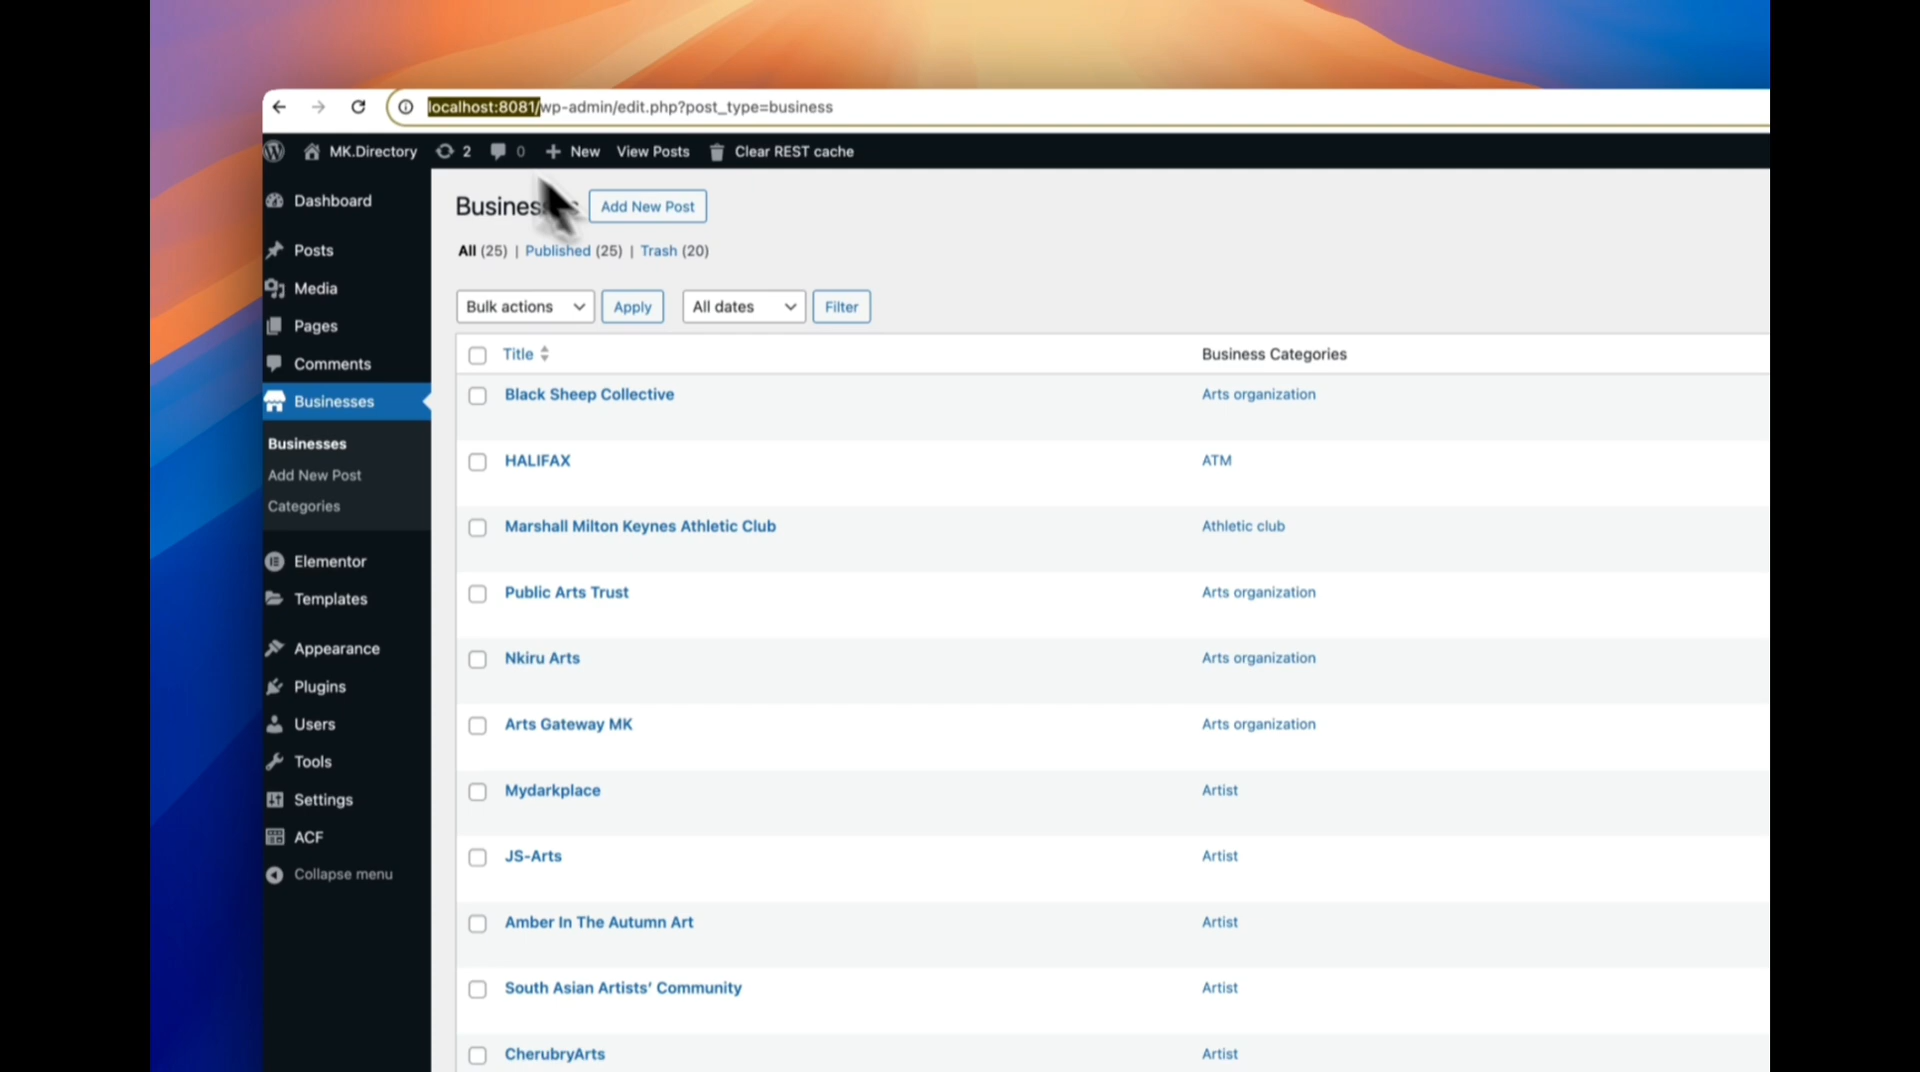 localhost:8081/wp-admin/edit.php?post_type=business
MK.Directory 2 0 New View Posts Clear REST cache
Dashboard
Posts
Media
Pages
Comments
Businesses
Businesses
Add New Post
Categories
Elementor
Templates
Appearance
Plugins
Users
Tools
Settings
ACF
Collapse menu
Add New Post
All (25) | Published (25) | Trash (20)
Bulk actions Apply All dates Filter
Title Business Categories
Black Sheep Collective Arts organization
HALIFAX ATM
Marshall Milton Keynes Athletic Club Athletic club
Public Arts Trust Arts organization
Nkiru Arts Arts organization
Arts Gateway MK Arts organization
Mydarkplace Artist
JS-Arts Artist
Amber In The Autumn Art Artist
South Asian Artists' Community Artist
CherubryArts Artist